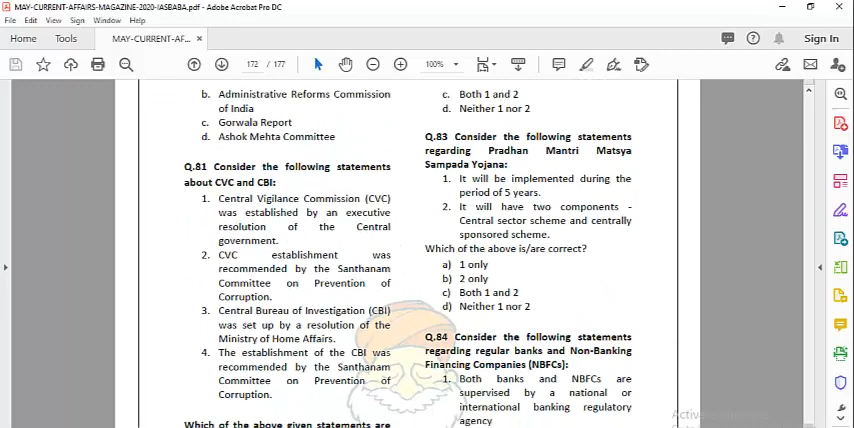 MAY-CURRENT-AFFAIRS-MAGAZINE-2020-IASBABA.pdf - Adobe Acrobat Pro DC
File Edit View Sign Window Help
Home Tools MAY-CURRENT-AF... × Sign In
172 / 177 100%
b. Administrative Reforms Commission
of India
c. Gorwala Report
d. Ashok Mehta Committee
Q.81 Consider the following statements
about CVC and CBI:
1. Central Vigilance Commission (CVC)
was established by an executive
resolution of the Central
government.
2. CVC establishment was
recommended by the Santhanam
Committee on Prevention of
Corruption.
3. Central Bureau of Investigation (CBI)
was set up by a resolution of the
Ministry of Home Affairs.
4. The establishment of the CBI was
recommended by the Santhanam
Committee on Prevention of
Corruption.
Which of the above given statements are
c. Both 1 and 2
d. Neither 1 nor 2
Q.83 Consider the following statements
regarding Pradhan Mantri Matsya
Sampada Yojana:
1. It will be implemented during the
period of 5 years.
2. It will have two components -
Central sector scheme and centrally
sponsored scheme.
Which of the above is/are correct?
a) 1 only
b) 2 only
c) Both 1 and 2
d) Neither 1 nor 2
Q.84 Consider the following statements
regarding regular banks and Non-Banking
Financing Companies (NBFCs):
1. Both banks and NBFCs are
supervised by a national or
international banking regulatory
agency